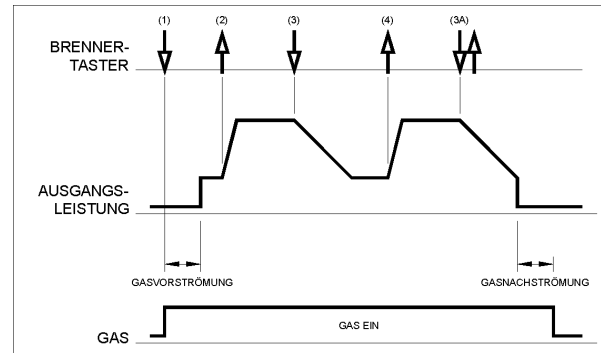 (1) (2) (3) (4) (3A)
BRENNER-
TASTER
AUSGANGS-
LEISTUNG
GASVORSTRÖMUNG GASNACHSTRÖMUNG
GAS EIN
GAS